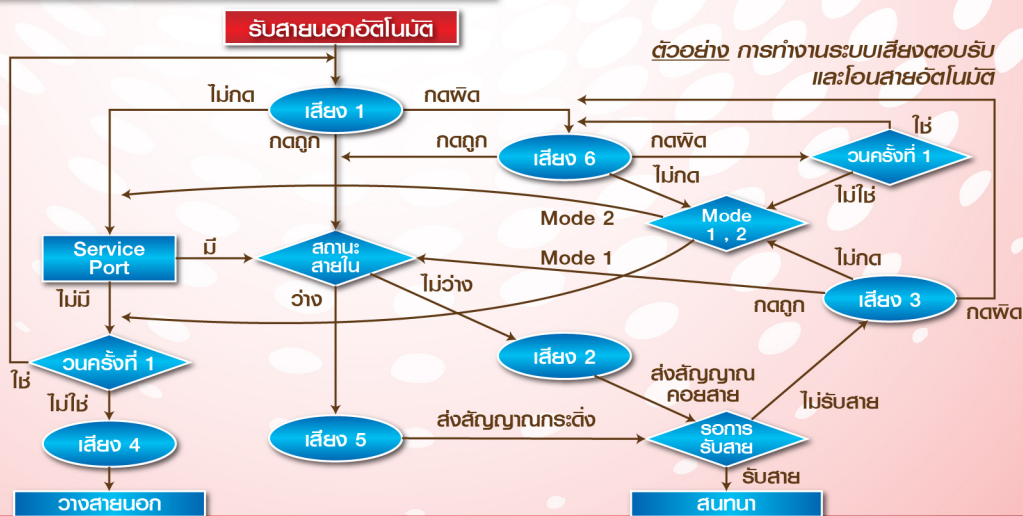 รับสายนอกอัตโนมัติ
ตัวอย่าง การทำงานระบบเสียงตอบรับ
และโอนสายอัตโนมัติ
ไม่กด
เสียง 1
กดผิด
กดถูก
กดถูก
เสียง 6
กดผิด
ใช่
วนครั้งที่ 1
ไม่กด
ไม่ใช่
Mode 2
Mode
1 , 2
Service
Port
มี
สถานะ
สายใน
Mode 1
ไม่กด
ไม่มี
ว่าง
ไม่ว่าง
กดถูก
เสียง 3
กดผิด
วนครั้งที่ 1
ใช่
เสียง 2
ส่งสัญญาณ
คอยสาย
ไม่ใช่
ไม่รับสาย
เสียง 4
เสียง 5
ส่งสัญญาณกระดิ่ง
รอการ
รับสาย
รับสาย
วางสายนอก
สนทนา